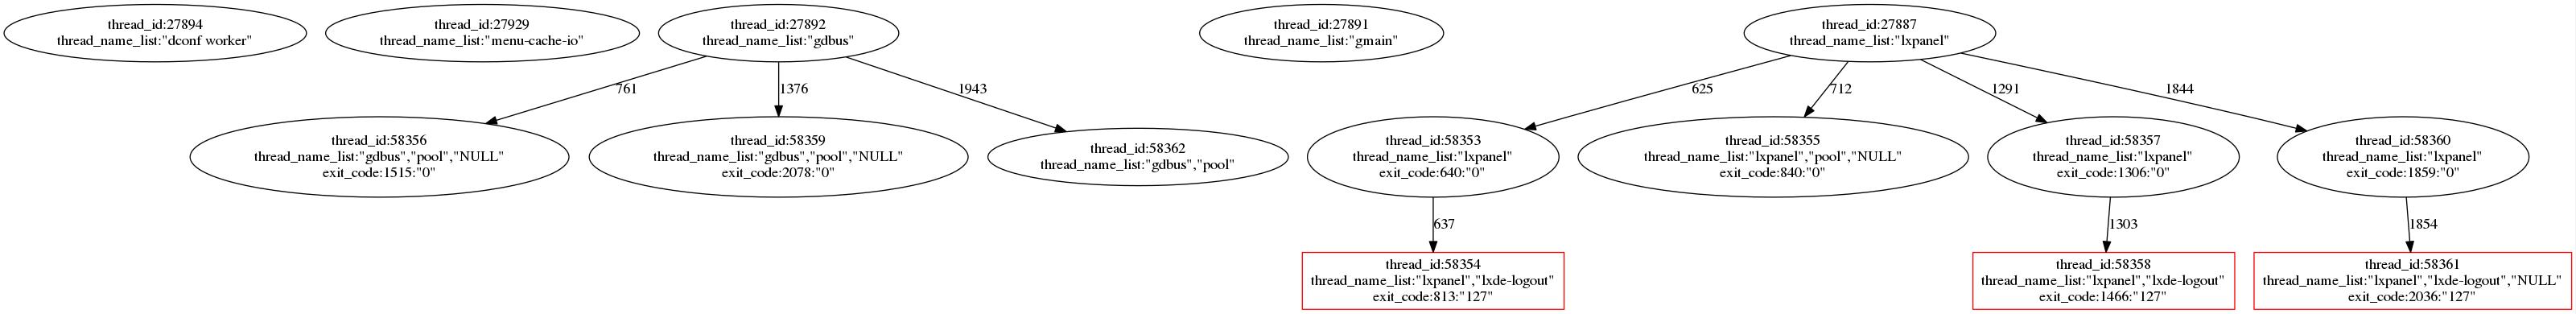 thread_id:27894
thread_name_list:"dconf worker"
thread_id:27929
thread_name_list:"menu-cache-io"
thread_id:27892
thread_name_list:"gdbus"
thread_id:27891
thread_name_list:"gmain"
thread_id:27887
thread_name_list:"lxpanel"
761
1376
1943
625
712
1291
1844
thread_id:58356
thread_name_list:"gdbus","pool","NULL"
exit_code:1515:"0"
thread_id:58359
thread_name_list:"gdbus","pool","NULL"
exit_code:2078:"0"
thread_id:58362
thread_name_list:"gdbus","pool"
thread_id:58353
thread_name_list:"lxpanel"
exit_code:640:"0"
thread_id:58355
thread_name_list:"lxpanel","pool","NULL"
exit_code:840:"0"
thread_id:58357
thread_name_list:"lxpanel"
exit_code:1306:"0"
thread_id:58360
thread_name_list:"lxpanel"
exit_code:1859:"0"
637
1303
1854
thread_id:58354
thread_name_list:"lxpanel","lxde-logout"
exit_code:813:"127"
thread_id:58358
thread_name_list:"lxpanel","lxde-logout"
exit_code:1466:"127"
thread_id:58361
thread_name_list:"lxpanel","lxde-logout","NULL"
exit_code:2036:"127"